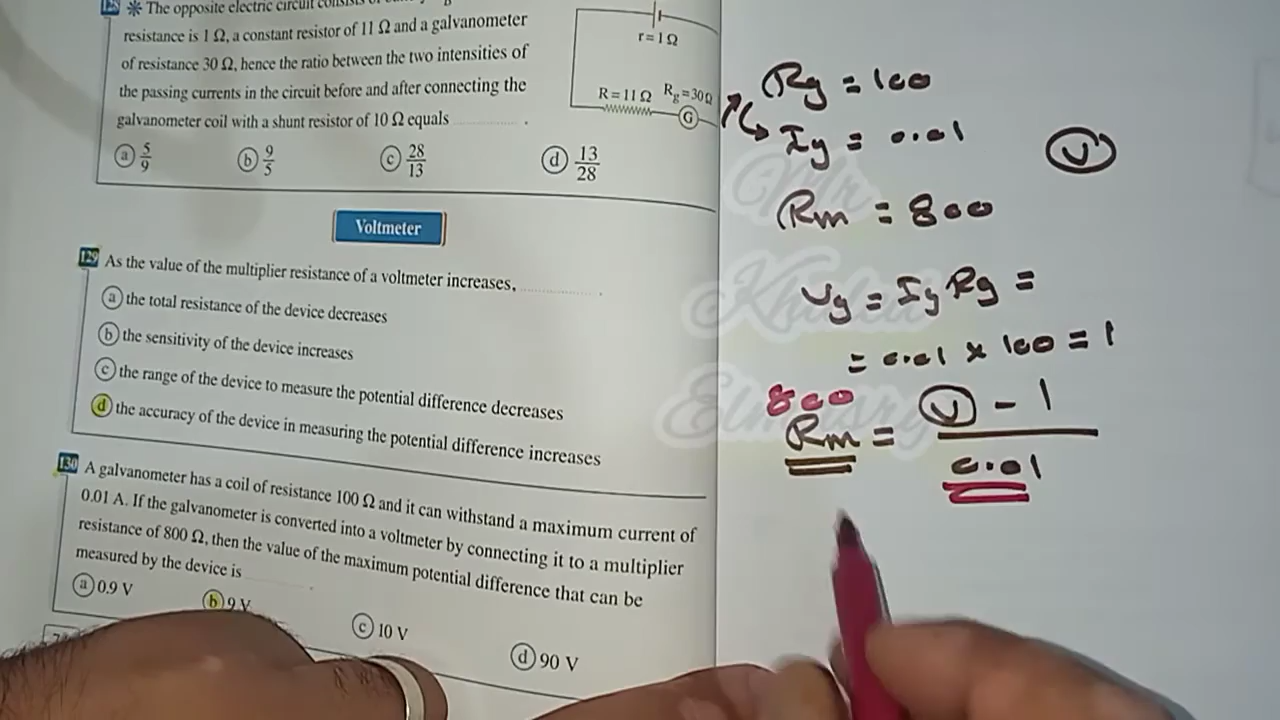 128 * The opposite electric circuit consists of
resistance is 1 Ω, a constant resistor of 11 Ω and a galvanometer
of resistance 30 Ω, hence the ratio between the two intensities of
the passing currents in the circuit before and after connecting the
galvanometer coil with a shunt resistor of 10 Ω equals ............ .
r = 1 Ω
R = 11 Ω Rg = 30 Ω
G
a 5/9 b 9/5 c 28/13 d 13/28
Voltmeter
129 As the value of the multiplier resistance of a voltmeter increases, ............ .
a the total resistance of the device decreases
b the sensitivity of the device increases
c the range of the device to measure the potential difference decreases
d the accuracy of the device in measuring the potential difference increases
130 A galvanometer has a coil of resistance 100 Ω and it can withstand a maximum current of
0.01 A. If the galvanometer is converted into a voltmeter by connecting it to a multiplier
resistance of 800 Ω, then the value of the maximum potential difference that can be
measured by the device is ............ .
a 0.9 V b 9 V c 10 V d 90 V
Rg = 100
Ig = 0.01
V
Rm = 800
Vg = Ig Rg =
= 0.01 × 100 = 1
800
Rm = V - 1
0.01
Mr
Khaled
Elmasry